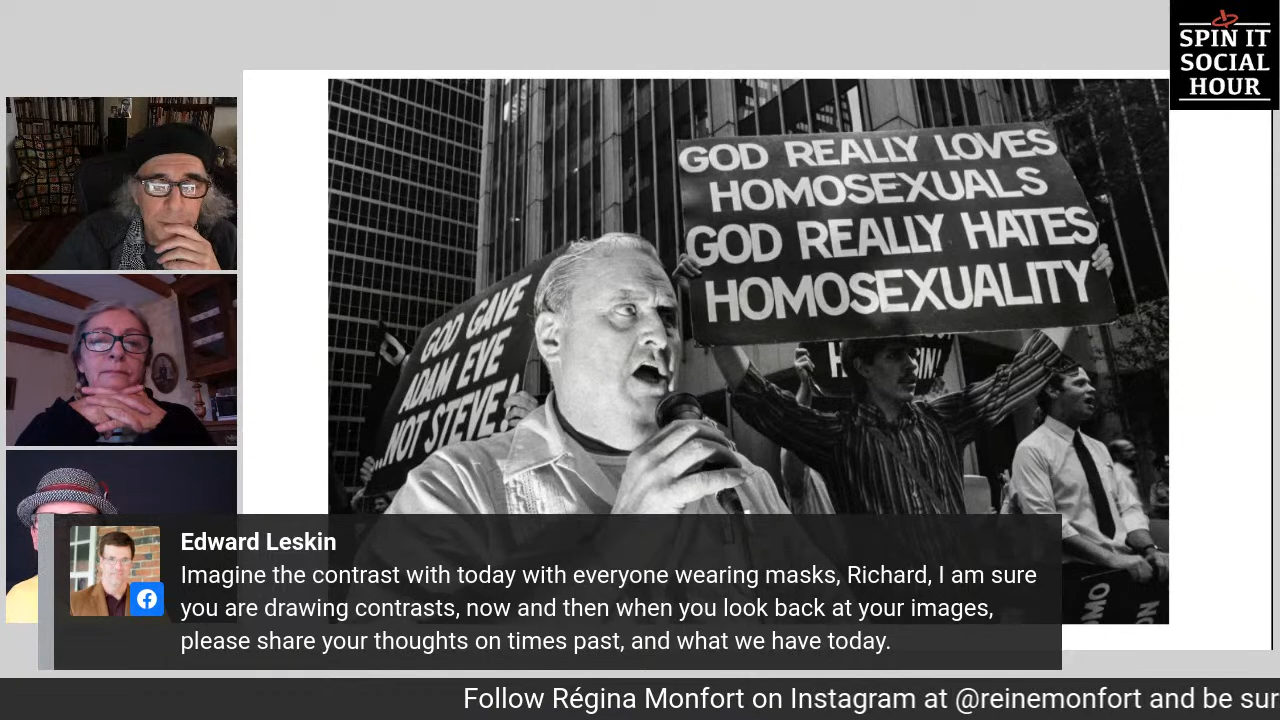 SPIN IT
SOCIAL
HOUR
GOD REALLY LOVES
HOMOSEXUALS
GOD REALLY HATES
HOMOSEXUALITY
GOD GAVE
ADAM EVE
...NOT STEVE!
SIN!
Edward Leskin
Imagine the contrast with today with everyone wearing masks, Richard, I am sure
you are drawing contrasts, now and then when you look back at your images,
please share your thoughts on times past, and what we have today.
Follow Régina Monfort on Instagram at @reinemonfort and be sur